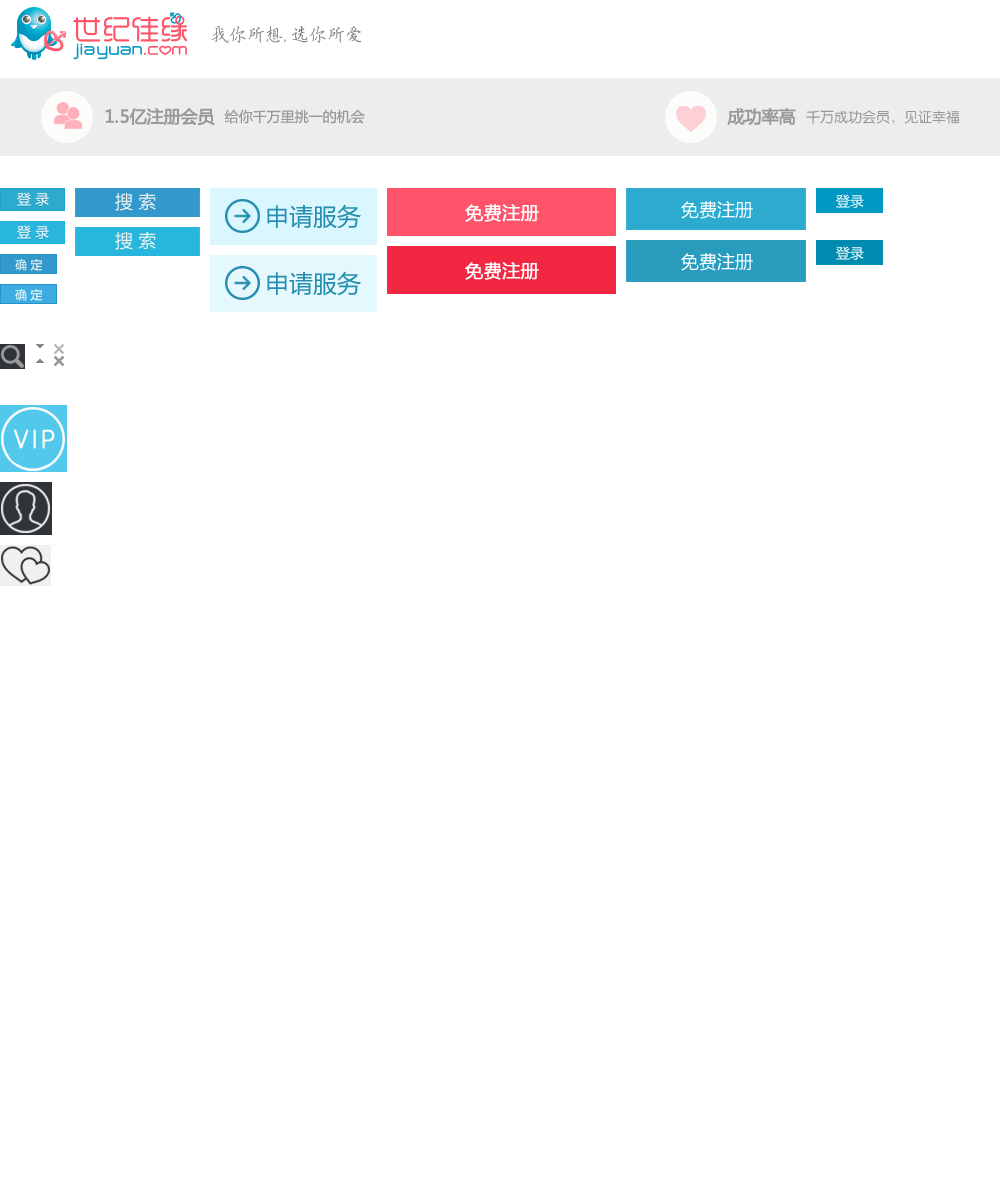 世纪佳缘
jiayuan.com
我你所想,选你所爱
1.5亿注册会员 给你千万里挑一的机会
成功率高 千万成功会员，见证幸福
登 录
登 录
确 定
确 定
搜 索
搜 索
申请服务
申请服务
免费注册
免费注册
免费注册
免费注册
登录
登录
VIP